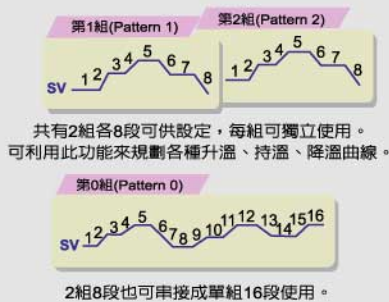 第1組(Pattern 1)
第2組(Pattern 2)
SV 1 2 3 4 5 6 7 8
1 2 3 4 5 6 7 8
共有2組各8段可供設定,每組可獨立使用。
可利用此功能來規劃各種升溫、持溫、降溫曲線。
第0組(Pattern 0)
SV 1 2 3 4 5 6 7 8 9 10 11 12 13 14 15 16
2組8段也可串接成單組16段使用。